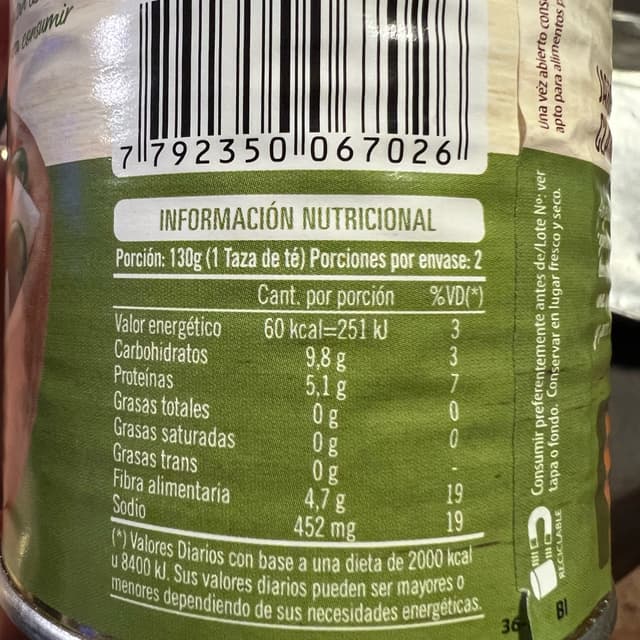 consumir
7 792350 067026
INFORMACIÓN NUTRICIONAL
Porción: 130g (1 Taza de té) Porciones por envase: 2
Cant. por porción %VD(*)
Valor energético 60 kcal=251 kJ 3
Carbohidratos 9,8 g 3
Proteínas 5,1 g 7
Grasas totales 0 g 0
Grasas saturadas 0 g 0
Grasas trans 0 g -
Fibra alimentaria 4,7 g 19
Sodio 452 mg 19
(*) Valores Diarios con base a una dieta de 2000 kcal
u 8400 kJ. Sus valores diarios pueden ser mayores o
menores dependiendo de sus necesidades energéticas.
Una vez abierto
apto para alimentos
Consumir preferentemente antes de/Lote Nº: ver
tapa o fondo. Conservar en lugar fresco y seco.
RECICLABLE
BI
36